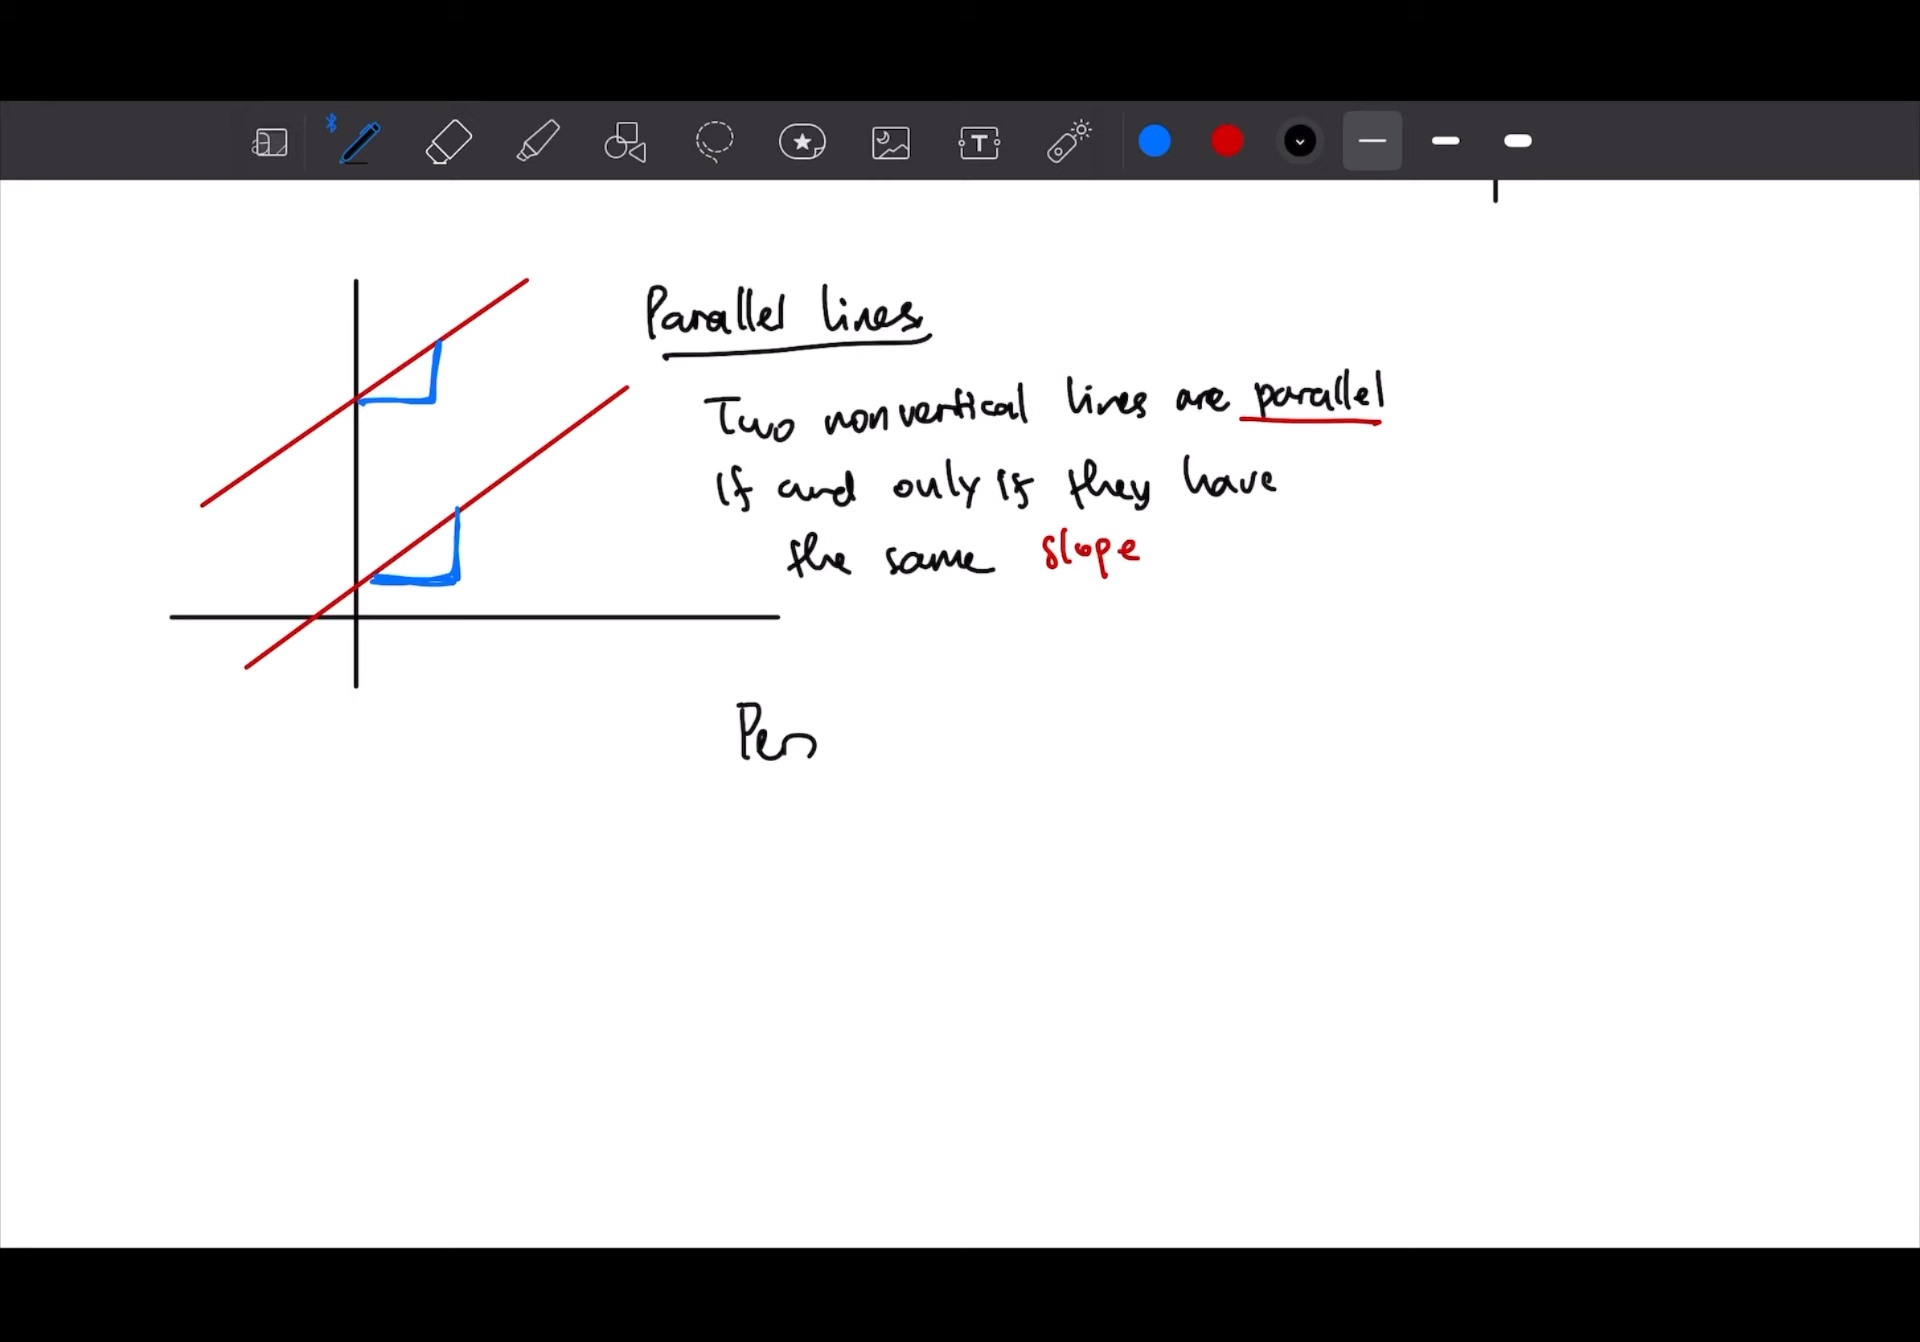 Parallel lines
Two nonvertical lines are parallel
If and only if they have
the same slope
Per